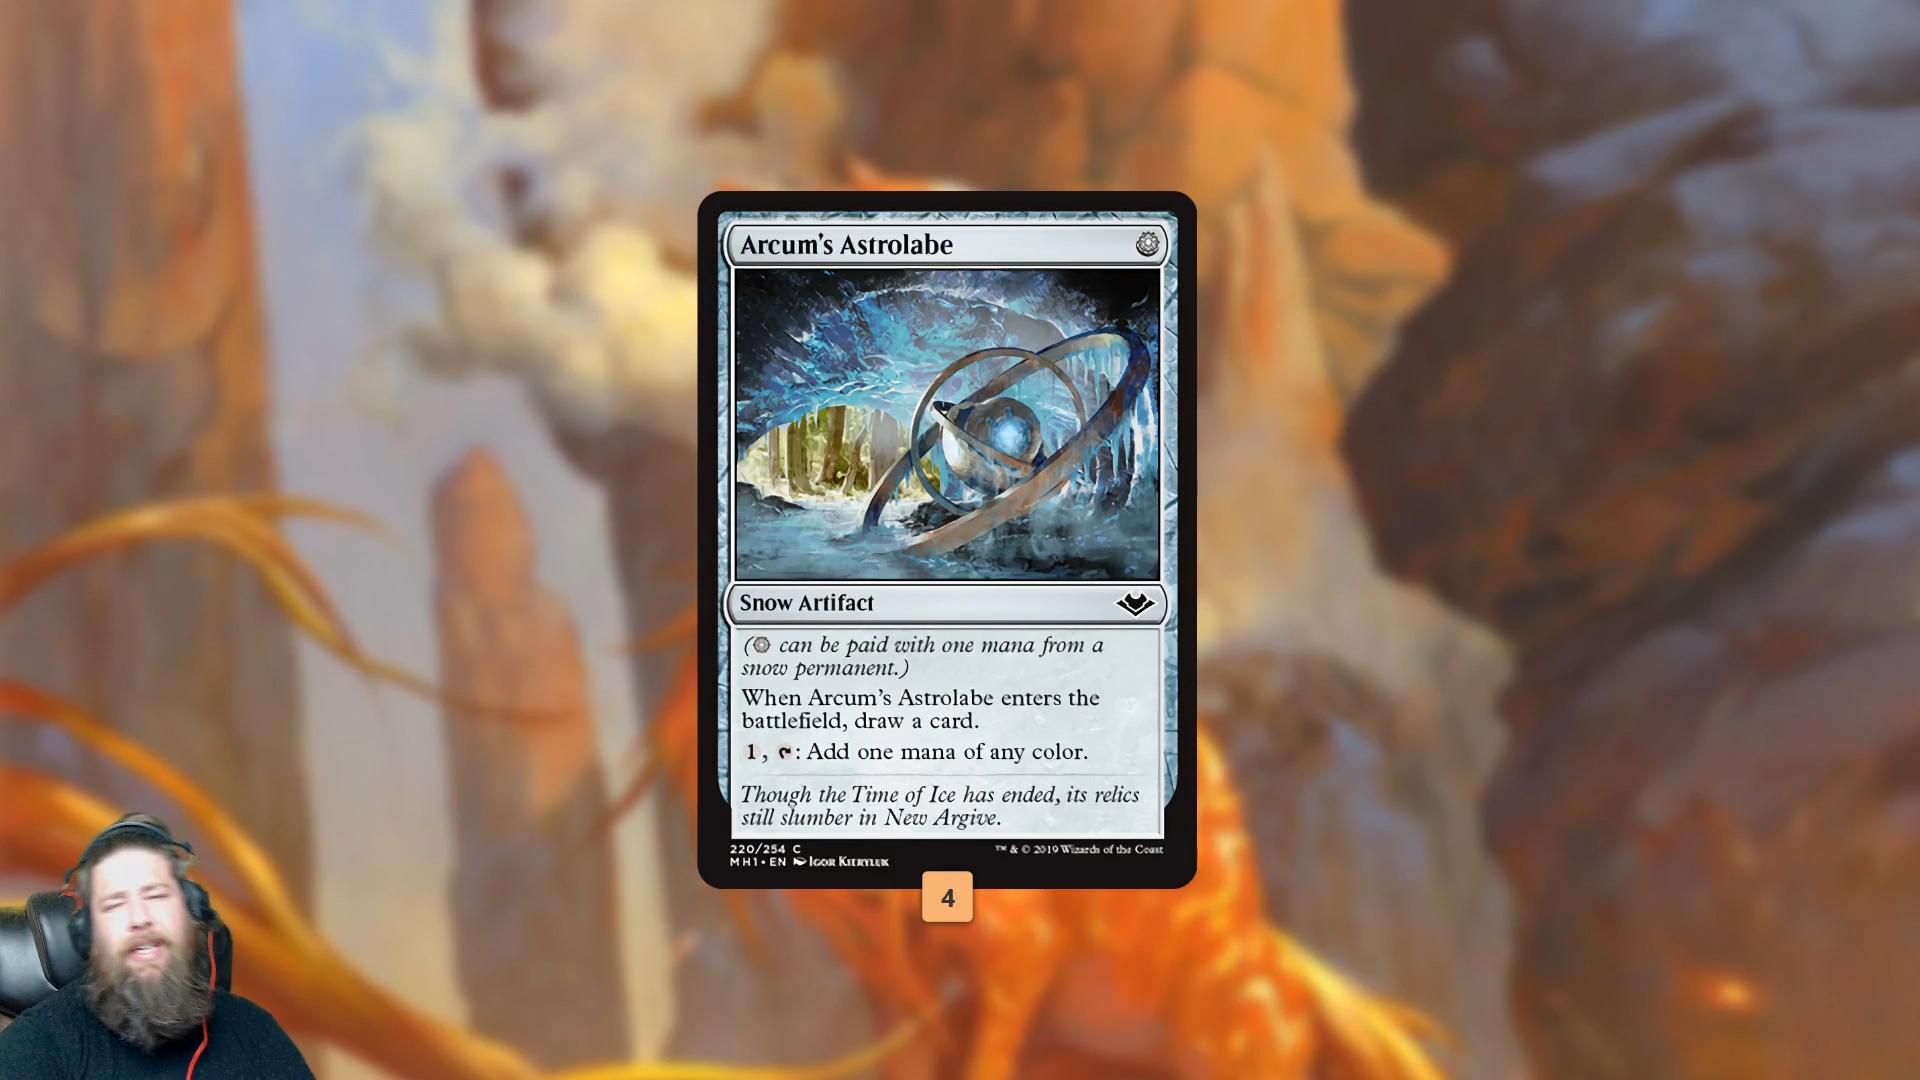 Arcum's Astrolabe
Snow Artifact
( can be paid with one mana from a
snow permanent.)
When Arcum's Astrolabe enters the
battlefield, draw a card.
1, : Add one mana of any color.
Though the Time of Ice has ended, its relics
still slumber in New Argive.
220/254 C
™ & © 2019 Wizards of the Coast
MH1 • EN Igor Kieryluk
4